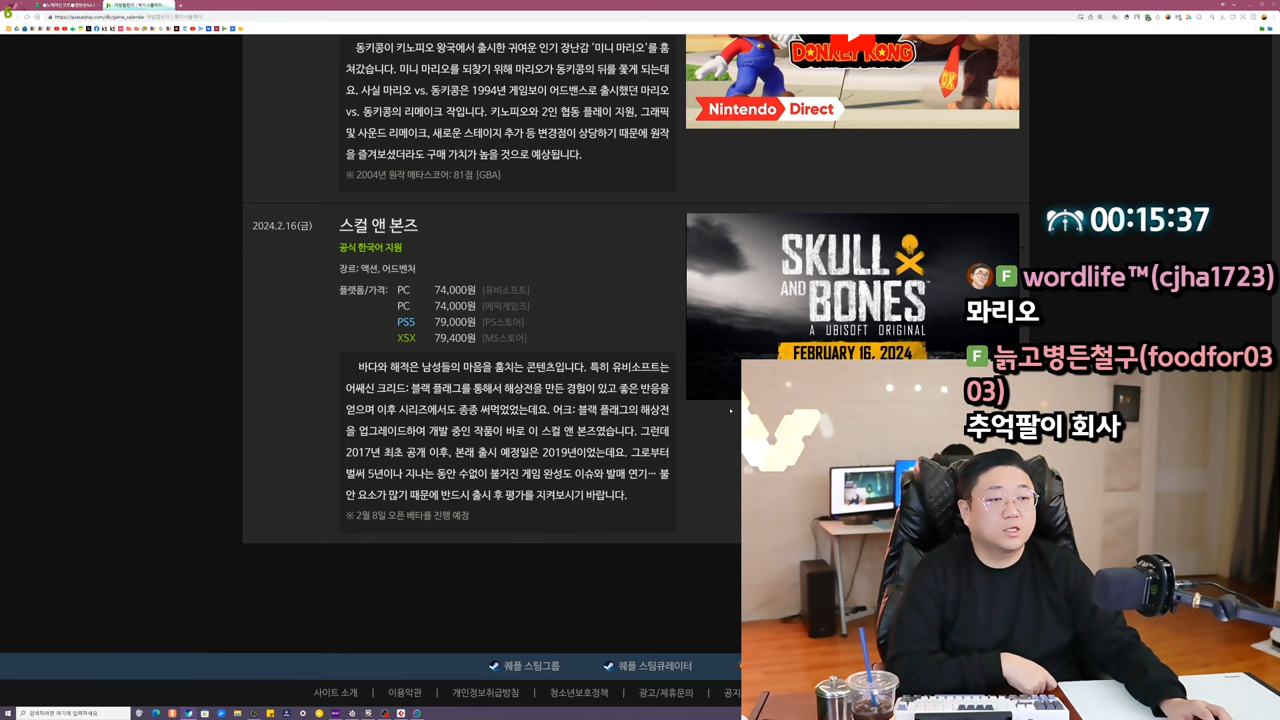 quasarplay.com/db/game_calendar
동키콩이 키노피오 왕국에서 출시한 귀여운 인기 장난감 '미니 마리오'를 훔
쳐갔습니다. 미니 마리오를 되찾기 위해 마리오가 동키콩의 뒤를 쫓게 되는데
요. 사실 마리오 vs. 동키콩은 1994년 게임보이 어드밴스로 출시했던 마리오
vs. 동키콩의 리메이크 작입니다. 키노피오와 2인 협동 플레이 지원, 그래픽
및 사운드 리메이크, 새로운 스테이지 추가 등 변경점이 상당하기 때문에 원작
을 즐겨보셨더라도 구매 가치가 높을 것으로 예상됩니다.
※ 2004년 원작 메타스코어: 81점 [GBA]
DONKEY KONG
Nintendo Direct
2024.2.16(금)
스컬 앤 본즈
공식 한국어 지원
장르: 액션, 어드벤처
플랫폼/가격: PC 74,000원 [유비소프트]
PC 74,000원 [에픽게임즈]
PS5 79,000원 [PS스토어]
XSX 79,400원 [MS스토어]
바다와 해적은 남성들의 마음을 훔치는 콘텐츠입니다. 특히 유비소프트는
어쌔신 크리드: 블랙 플래그를 통해서 해상전을 만든 경험이 있고 좋은 반응을
얻으며 이후 시리즈에서도 종종 써먹었었는데요. 어크: 블랙 플래그의 해상전
을 업그레이드하여 개발 중인 작품이 바로 이 스컬 앤 본즈였습니다. 그런데
2017년 최초 공개 이후, 본래 출시 예정일은 2019년이었는데요. 그로부터
벌써 5년이나 지나는 동안 수없이 불거진 게임 완성도 이슈와 발매 연기… 불
안 요소가 많기 때문에 반드시 출시 후 평가를 지켜보시기 바랍니다.
※ 2월 8일 오픈 베타를 진행 예정
SKULL
AND BONES
A UBISOFT ORIGINAL
FEBRUARY 16, 2024
00:15:37
F wordlife™(cjha1723)
뫄리오
F 늙고병든철구(foodfor03
03)
추억팔이 회사
퀘플 스팀그룹
퀘플 스팀큐레이터
사이트 소개 | 이용약관 | 개인정보취급방침 | 청소년보호정책 | 광고/제휴문의 | 공지
검색하려면 여기에 입력하세요.